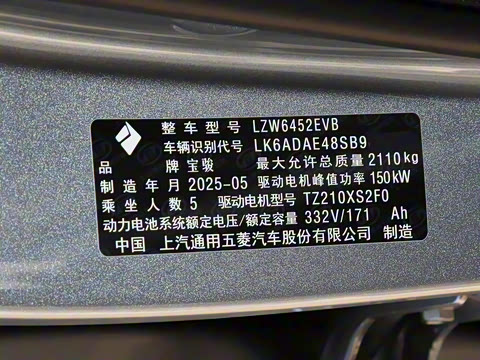 整车型号 LZW6452EVB
车辆识别代号 LK6ADAE48SB9
品牌 宝骏 最大允许总质量 2110kg
制造年月 2025-05 驱动电机峰值功率 150kW
乘坐人数 5 驱动电机型号 TZ210XS2F0
动力电池系统额定电压/额定容量 332V/171 Ah
中国 上汽通用五菱汽车股份有限公司 制造